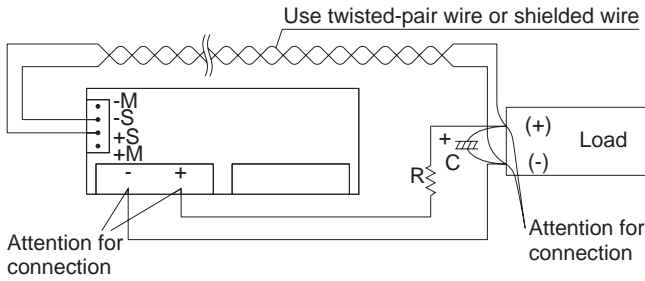 Use twisted-pair wire or shielded wire
-M
-S
+S
+M
- +
R
+
C
(+)
(-)
Load
Attention for
connection
Attention for
connection